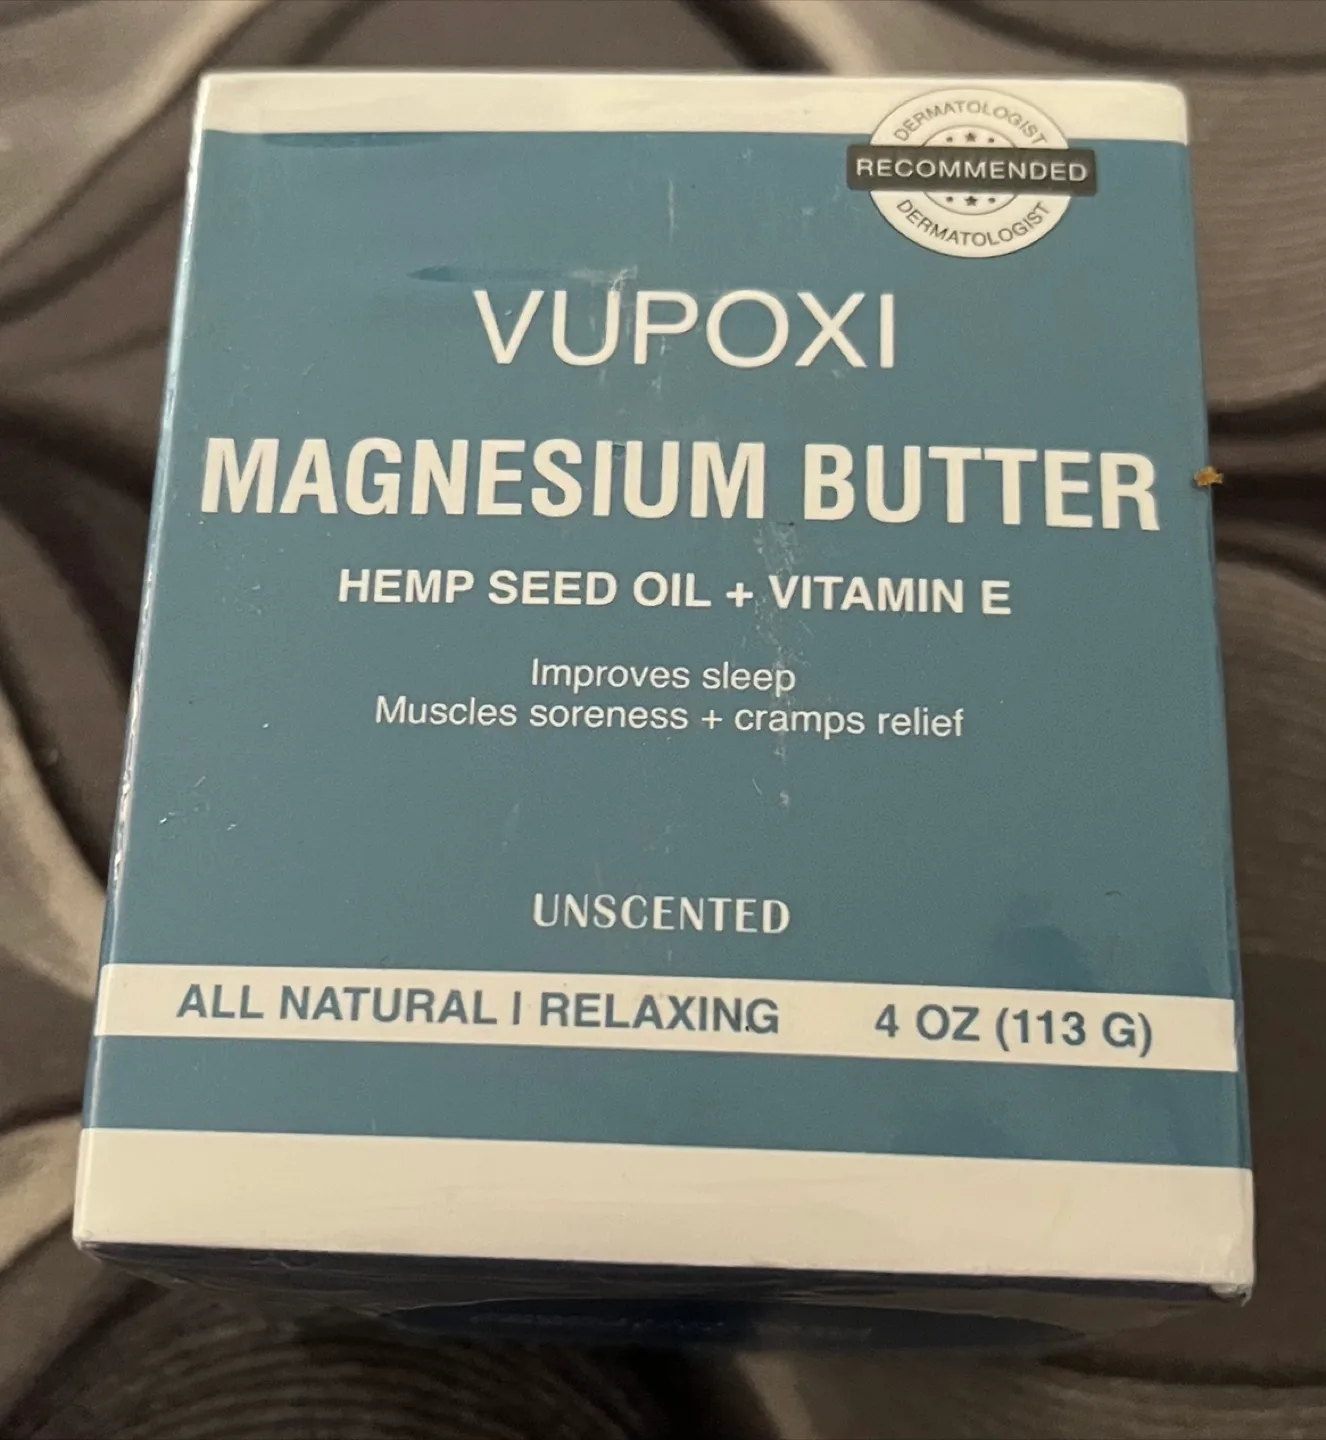 DERMATOLOGIST
RECOMMENDED
DERMATOLOGIST
VUPOXI
MAGNESIUM BUTTER
HEMP SEED OIL + VITAMIN E
Improves sleep
Muscles soreness + cramps relief
UNSCENTED
ALL NATURAL | RELAXING 4 OZ (113 G)